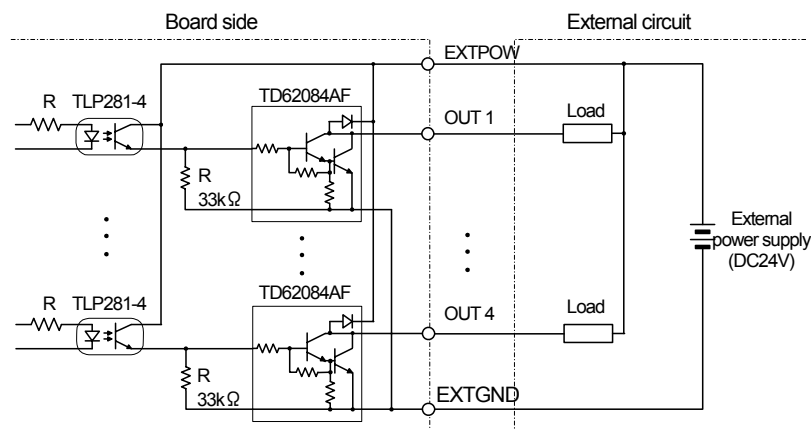 Board side
External circuit
EXTPOW
TLP281-4
TD62084AF
R
OUT 1
Load
R
33kΩ
External
power supply
(DC24V)
TLP281-4
TD62084AF
R
OUT 4
Load
R
33kΩ
EXTGND